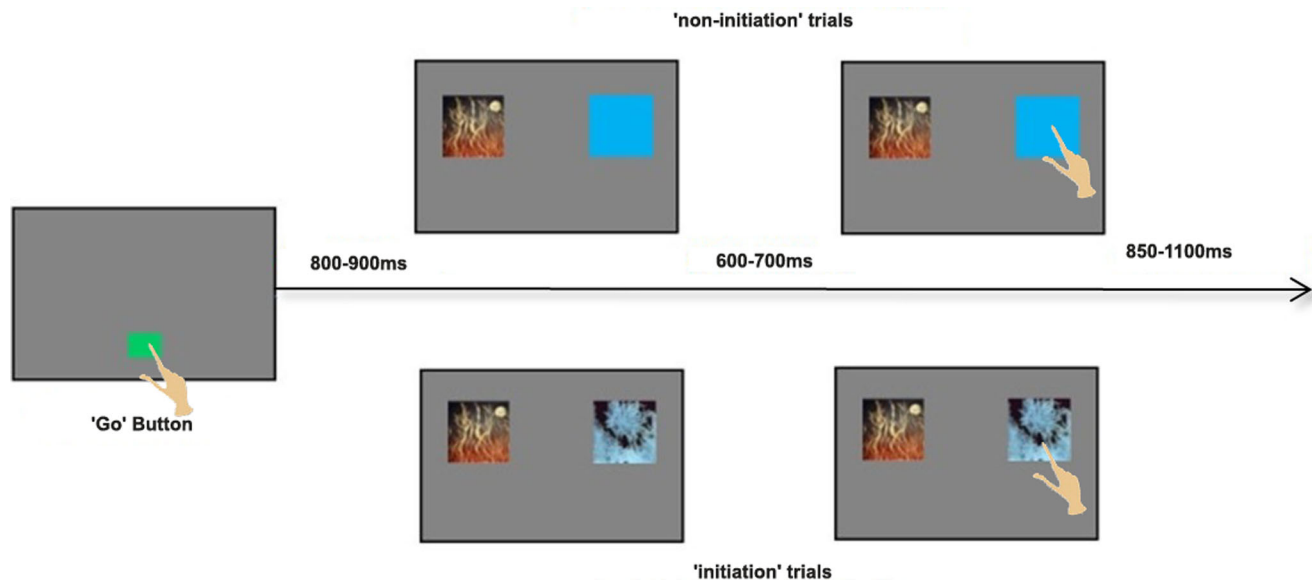 'non-initiation' trials
850-1100ms
800-900ms
600-700ms
'Go' Button
'initiation' trials